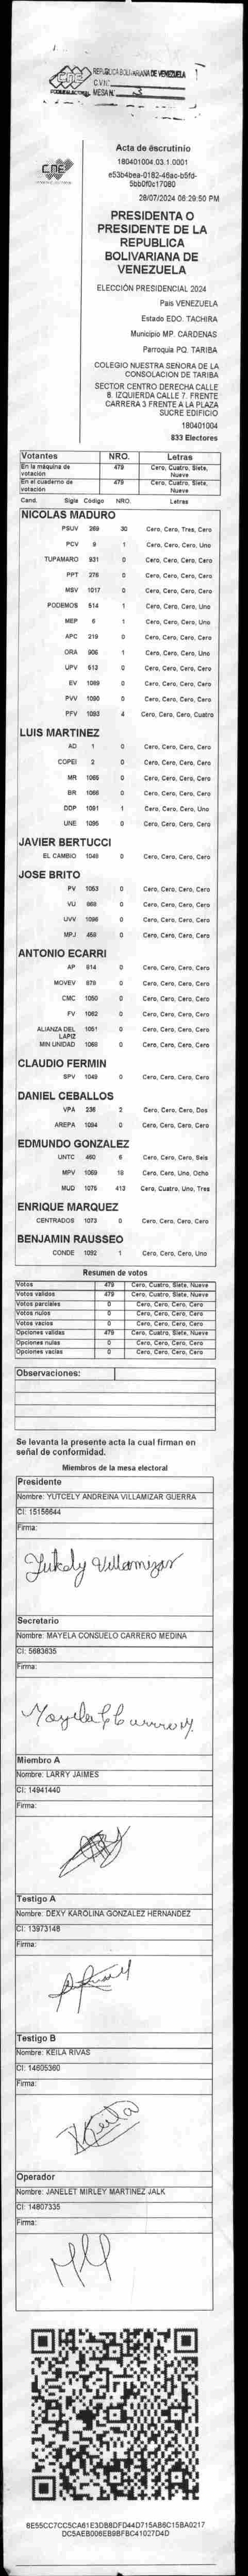 CNE
PODER ELECTORAL
REPÚBLICA BOLIVARIANA DE VENEZUELA
C.V.N°.
MESA N°. 3
Acta de escrutinio
180401004.03.1.0001
CNE
e53b4bea-0182-46ac-b5fd-
5bb0f0c17080
28/07/2024 06:29:50 PM
PRESIDENTA O
PRESIDENTE DE LA
REPUBLICA
BOLIVARIANA DE
VENEZUELA
ELECCIÓN PRESIDENCIAL 2024
Pais VENEZUELA
Estado EDO. TACHIRA
Municipio MP. CARDENAS
Parroquia PQ. TARIBA
COLEGIO NUESTRA SEÑORA DE LA
CONSOLACION DE TARIBA
SECTOR CENTRO DERECHA CALLE
8. IZQUIERDA CALLE 7. FRENTE
CARRERA 3 FRENTE A LA PLAZA
SUCRE EDIFICIO
180401004
833 Electores
Votantes NRO. Letras
En la máquina de votación 479 Cero, Cuatro, Siete, Nueve
En el cuaderno de votación 479 Cero, Cuatro, Siete, Nueve
Cand. Sigla Código NRO. Letras
NICOLAS MADURO
PSUV 269 30 Cero, Cero, Tres, Cero
PCV 9 1 Cero, Cero, Cero, Uno
TUPAMARO 931 0 Cero, Cero, Cero, Cero
PPT 276 0 Cero, Cero, Cero, Cero
MSV 1017 0 Cero, Cero, Cero, Cero
PODEMOS 514 1 Cero, Cero, Cero, Uno
MEP 6 1 Cero, Cero, Cero, Uno
APC 219 0 Cero, Cero, Cero, Cero
ORA 906 1 Cero, Cero, Cero, Uno
UPV 613 0 Cero, Cero, Cero, Cero
EV 1089 0 Cero, Cero, Cero, Cero
PVV 1090 0 Cero, Cero, Cero, Cero
PFV 1093 4 Cero, Cero, Cero, Cuatro
LUIS MARTINEZ
AD 1 0 Cero, Cero, Cero, Cero
COPEI 2 0 Cero, Cero, Cero, Cero
MR 1065 0 Cero, Cero, Cero, Cero
BR 1066 0 Cero, Cero, Cero, Cero
DDP 1091 1 Cero, Cero, Cero, Uno
UNE 1095 0 Cero, Cero, Cero, Cero
JAVIER BERTUCCI
EL CAMBIO 1048 0 Cero, Cero, Cero, Cero
JOSE BRITO
PV 1063 0 Cero, Cero, Cero, Cero
VU 868 0 Cero, Cero, Cero, Cero
UVV 1096 0 Cero, Cero, Cero, Cero
MPJ 458 0 Cero, Cero, Cero, Cero
ANTONIO ECARRI
AP 814 0 Cero, Cero, Cero, Cero
MOVEV 879 0 Cero, Cero, Cero, Cero
CMC 1050 0 Cero, Cero, Cero, Cero
FV 1062 0 Cero, Cero, Cero, Cero
ALIANZA DEL LAPIZ 1051 0 Cero, Cero, Cero, Cero
MIN UNIDAD 1068 0 Cero, Cero, Cero, Cero
CLAUDIO FERMIN
SPV 1049 0 Cero, Cero, Cero, Cero
DANIEL CEBALLOS
VPA 236 2 Cero, Cero, Cero, Dos
AREPA 1094 0 Cero, Cero, Cero, Cero
EDMUNDO GONZALEZ
UNTC 460 6 Cero, Cero, Cero, Seis
MPV 1069 18 Cero, Cero, Uno, Ocho
MUD 1076 413 Cero, Cuatro, Uno, Tres
ENRIQUE MARQUEZ
CENTRADOS 1073 0 Cero, Cero, Cero, Cero
BENJAMIN RAUSSEO
CONDE 1092 1 Cero, Cero, Cero, Uno
Resumen de votos
Votos 479 Cero, Cuatro, Siete, Nueve
Votos validos 479 Cero, Cuatro, Siete, Nueve
Votos parciales 0 Cero, Cero, Cero, Cero
Votos nulos 0 Cero, Cero, Cero, Cero
Votos vacios 0 Cero, Cero, Cero, Cero
Opciones validas 479 Cero, Cuatro, Siete, Nueve
Opciones nulas 0 Cero, Cero, Cero, Cero
Opciones vacias 0 Cero, Cero, Cero, Cero
Observaciones:
Se levanta la presente acta la cual firman en
señal de conformidad.
Miembros de la mesa electoral
Presidente
Nombre: YUTCELY ANDREINA VILLAMIZAR GUERRA
CI: 15156644
Firma:
Yutcely Villamizar
Secretario
Nombre: MAYELA CONSUELO CARRERO MEDINA
CI: 5683635
Firma:
Mayela C Carrero M.
Miembro A
Nombre: LARRY JAIMES
CI: 14941440
Firma:
Testigo A
Nombre: DEXY KAROLINA GONZALEZ HERNANDEZ
CI: 13973148
Firma:
Testigo B
Nombre: KEILA RIVAS
CI: 14605360
Firma:
Keila
Operador
Nombre: JANELET MIRLEY MARTINEZ JALK
CI: 14807335
Firma:
6E55CC7CC5CA61E3DB8DFD44D715AB6C15BA0217
DC5AEB006EB9BFBC41027D4D